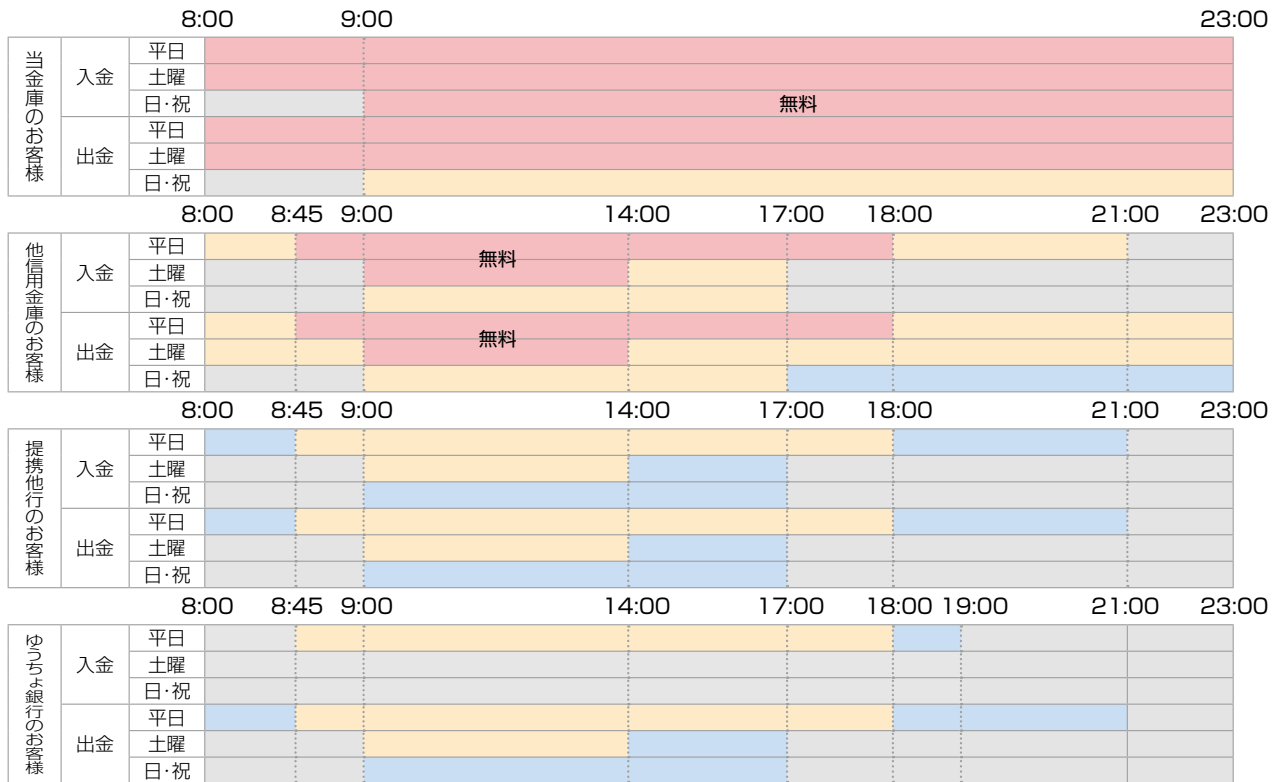 8:00 9:00 23:00
当金庫のお客様
入金
平日
土曜
日・祝
無料
出金
平日
土曜
日・祝
8:00 8:45 9:00 14:00 17:00 18:00 21:00 23:00
他信用金庫のお客様
入金
平日
無料
土曜
日・祝
出金
平日
無料
土曜
日・祝
8:00 8:45 9:00 14:00 17:00 18:00 21:00 23:00
提携他行のお客様
入金
平日
土曜
日・祝
出金
平日
土曜
日・祝
8:00 8:45 9:00 14:00 17:00 18:00 19:00 21:00 23:00
ゆうちょ銀行のお客様
入金
平日
土曜
日・祝
出金
平日
土曜
日・祝